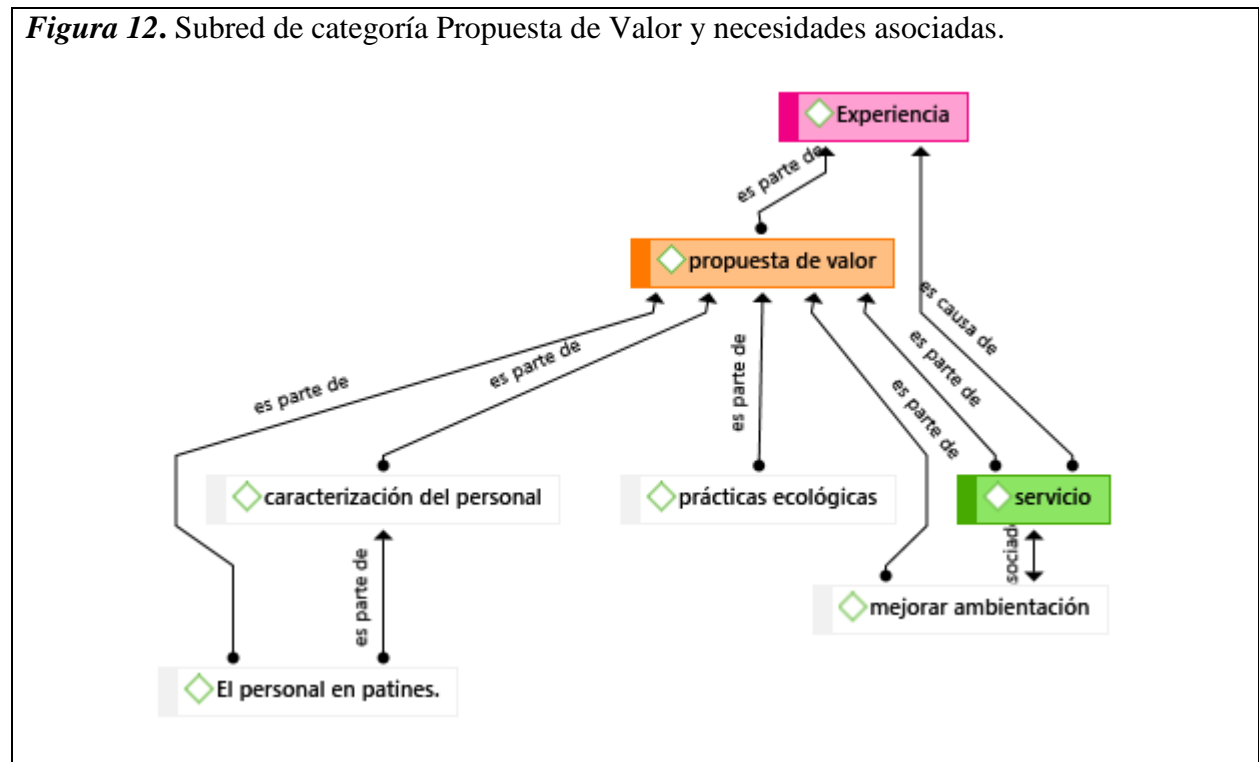 Figura 12. Subred de categoría Propuesta de Valor y necesidades asociadas.
Experiencia
es parte de
propuesta de valor
es causa de
es parte de
es parte de
es parte de
es parte de
es parte de
caracterización del personal
prácticas ecológicas
servicio
es parte de
mejorar ambientación
El personal en patines.